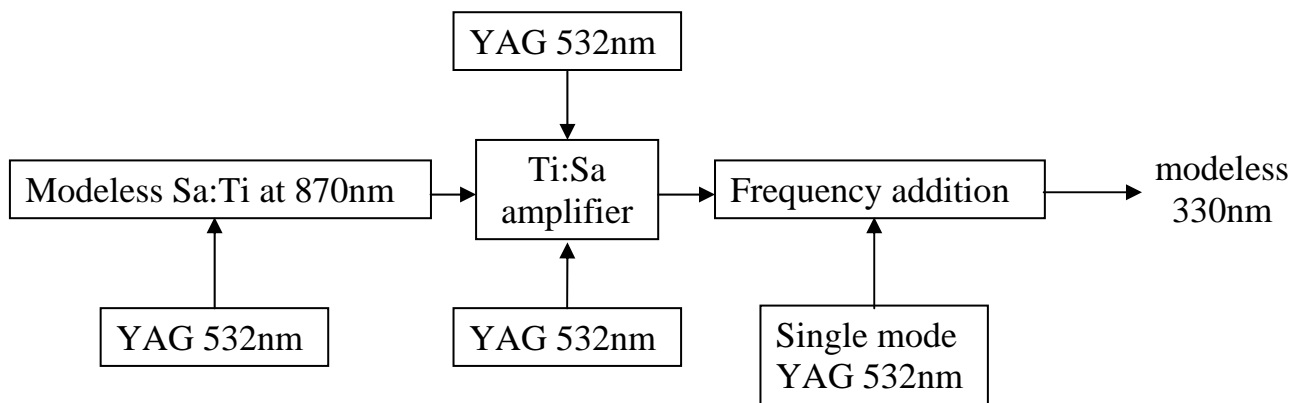 YAG 532nm
Modeless Sa:Ti at 870nm
Ti:Sa
amplifier
Frequency addition
modeless
330nm
YAG 532nm
YAG 532nm
Single mode
YAG 532nm